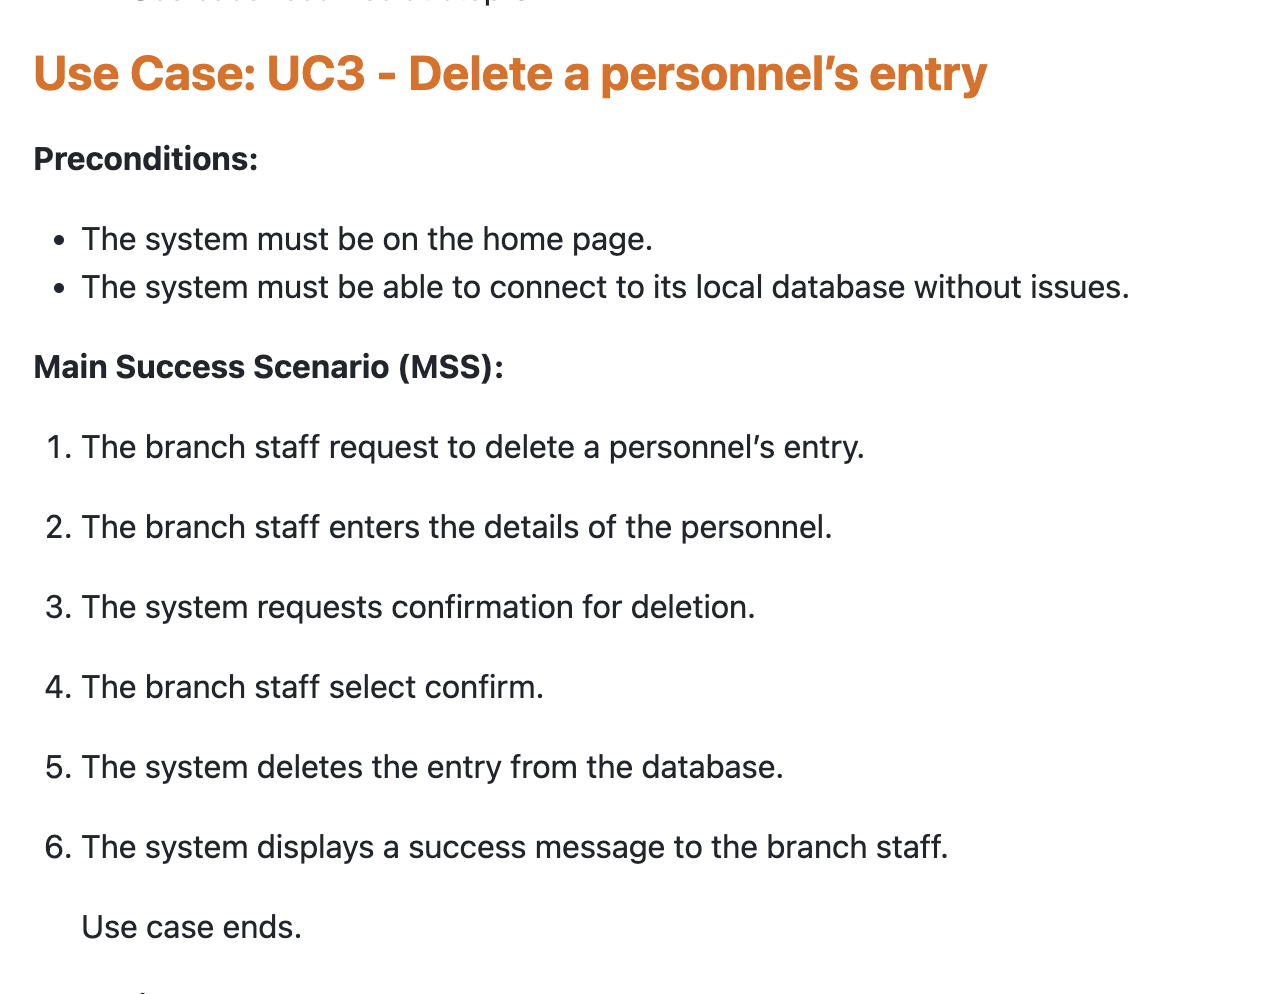 Use Case: UC3 - Delete a personnel’s entry
Preconditions:
• The system must be on the home page.
• The system must be able to connect to its local database without issues.
Main Success Scenario (MSS):
1. The branch staff request to delete a personnel’s entry.
2. The branch staff enters the details of the personnel.
3. The system requests confirmation for deletion.
4. The branch staff select confirm.
5. The system deletes the entry from the database.
6. The system displays a success message to the branch staff.
Use case ends.